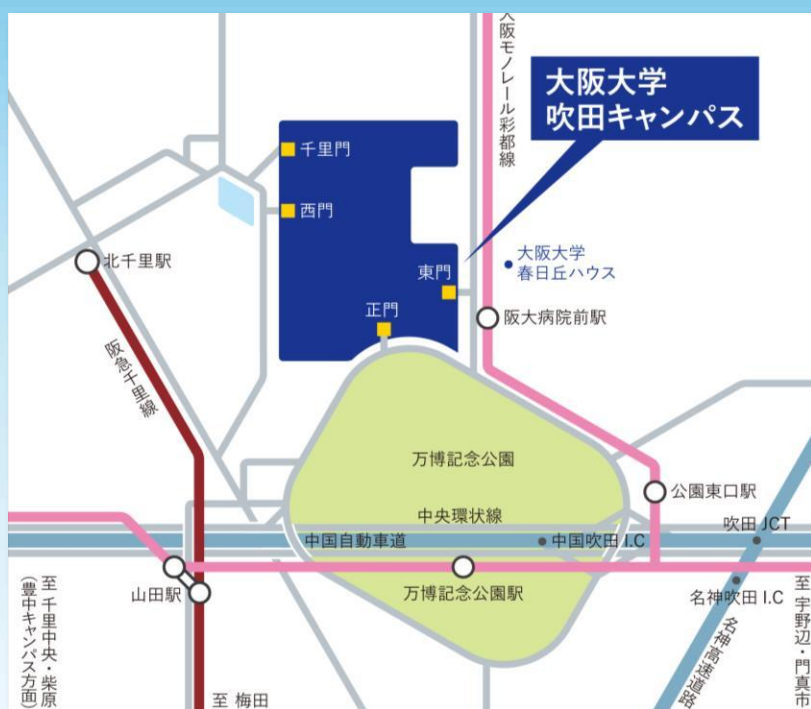 大阪モノレール彩都線
大阪大学
吹田キャンパス
千里門
西門
北千里駅
東門
大阪大学
春日丘ハウス
正門
阪大病院前駅
阪急千里線
万博記念公園
公園東口駅
中央環状線
吹田JCT
中国自動車道
中国吹田I.C
山田駅
万博記念公園駅
名神吹田I.C
至 千里中央・柴原
(豊中キャンパス方面)
至 梅田
名神高速道路
至 宇野辺・門真市